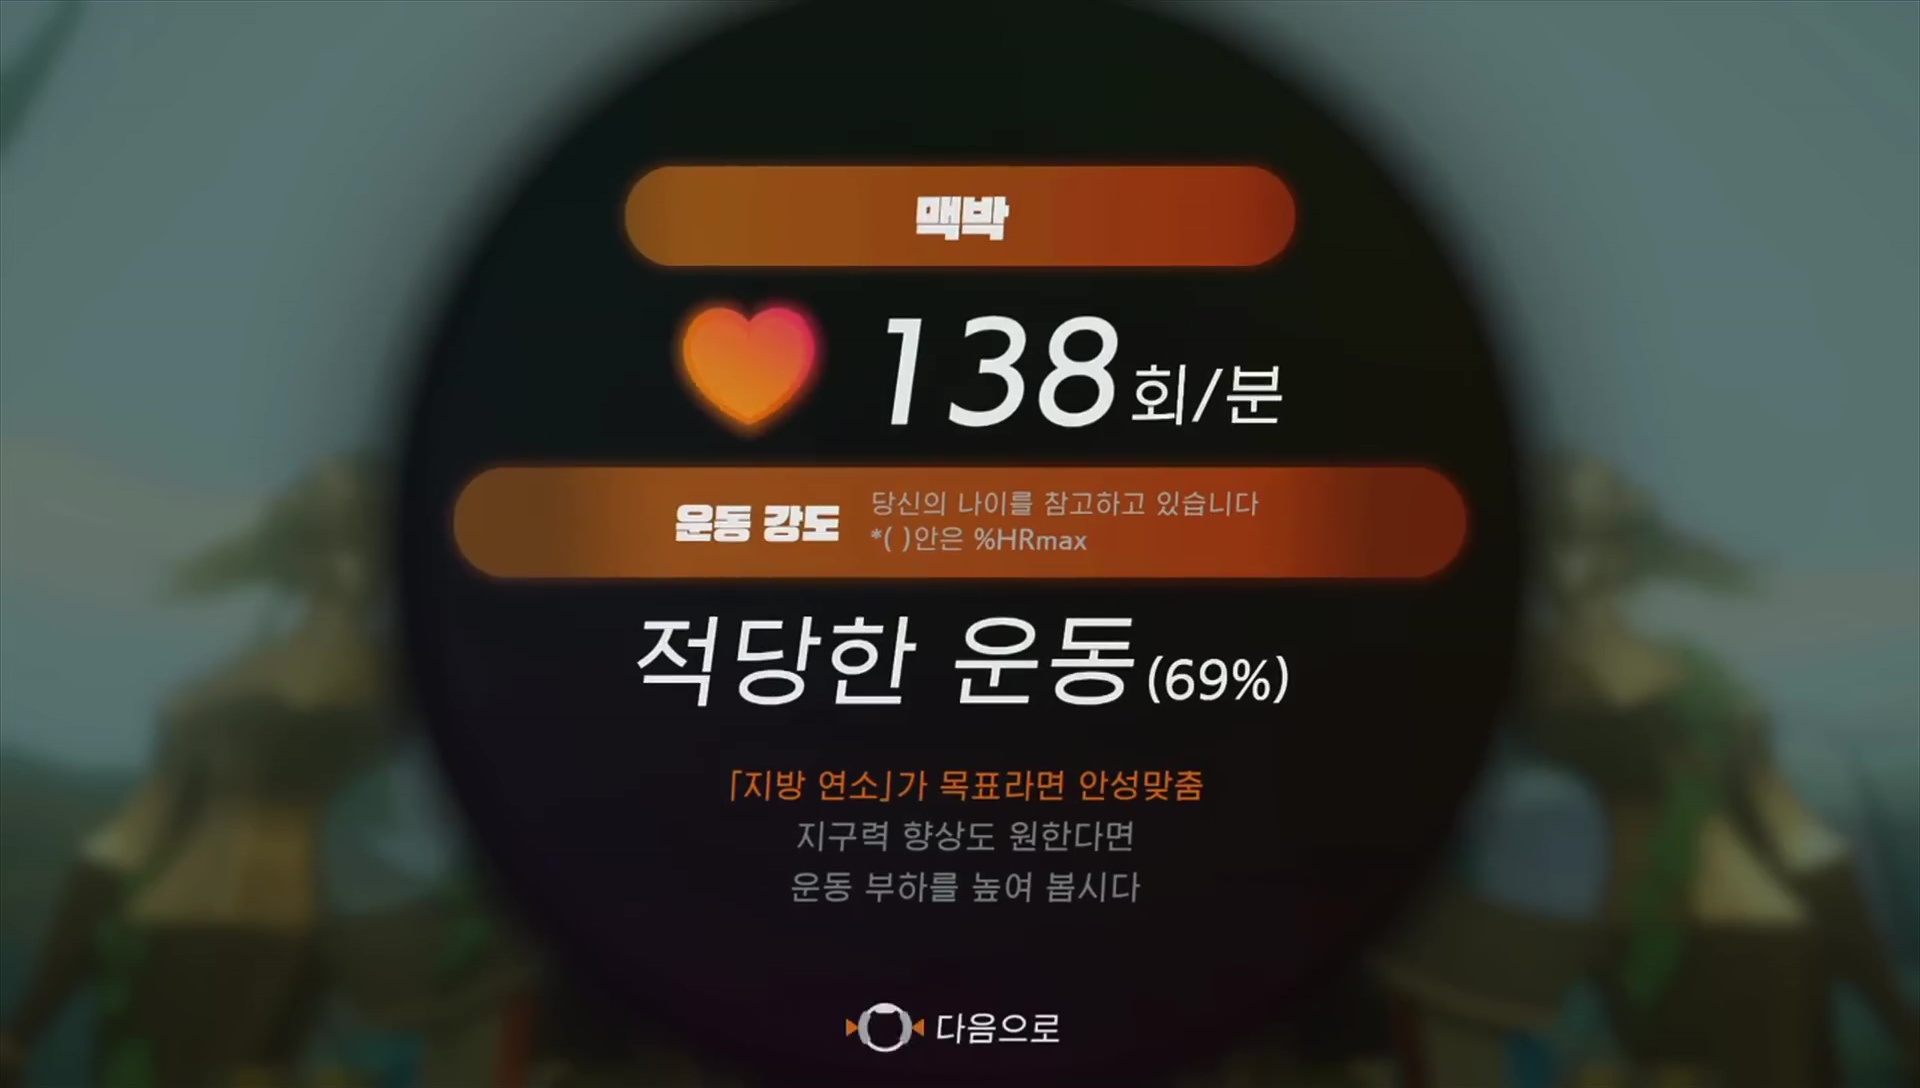 맥박
138회/분
운동 강도
당신의 나이를 참고하고 있습니다
*( )안은 %HRmax
적당한 운동(69%)
「지방 연소」가 목표라면 안성맞춤
지구력 향상도 원한다면
운동 부하를 높여 봅시다
다음으로